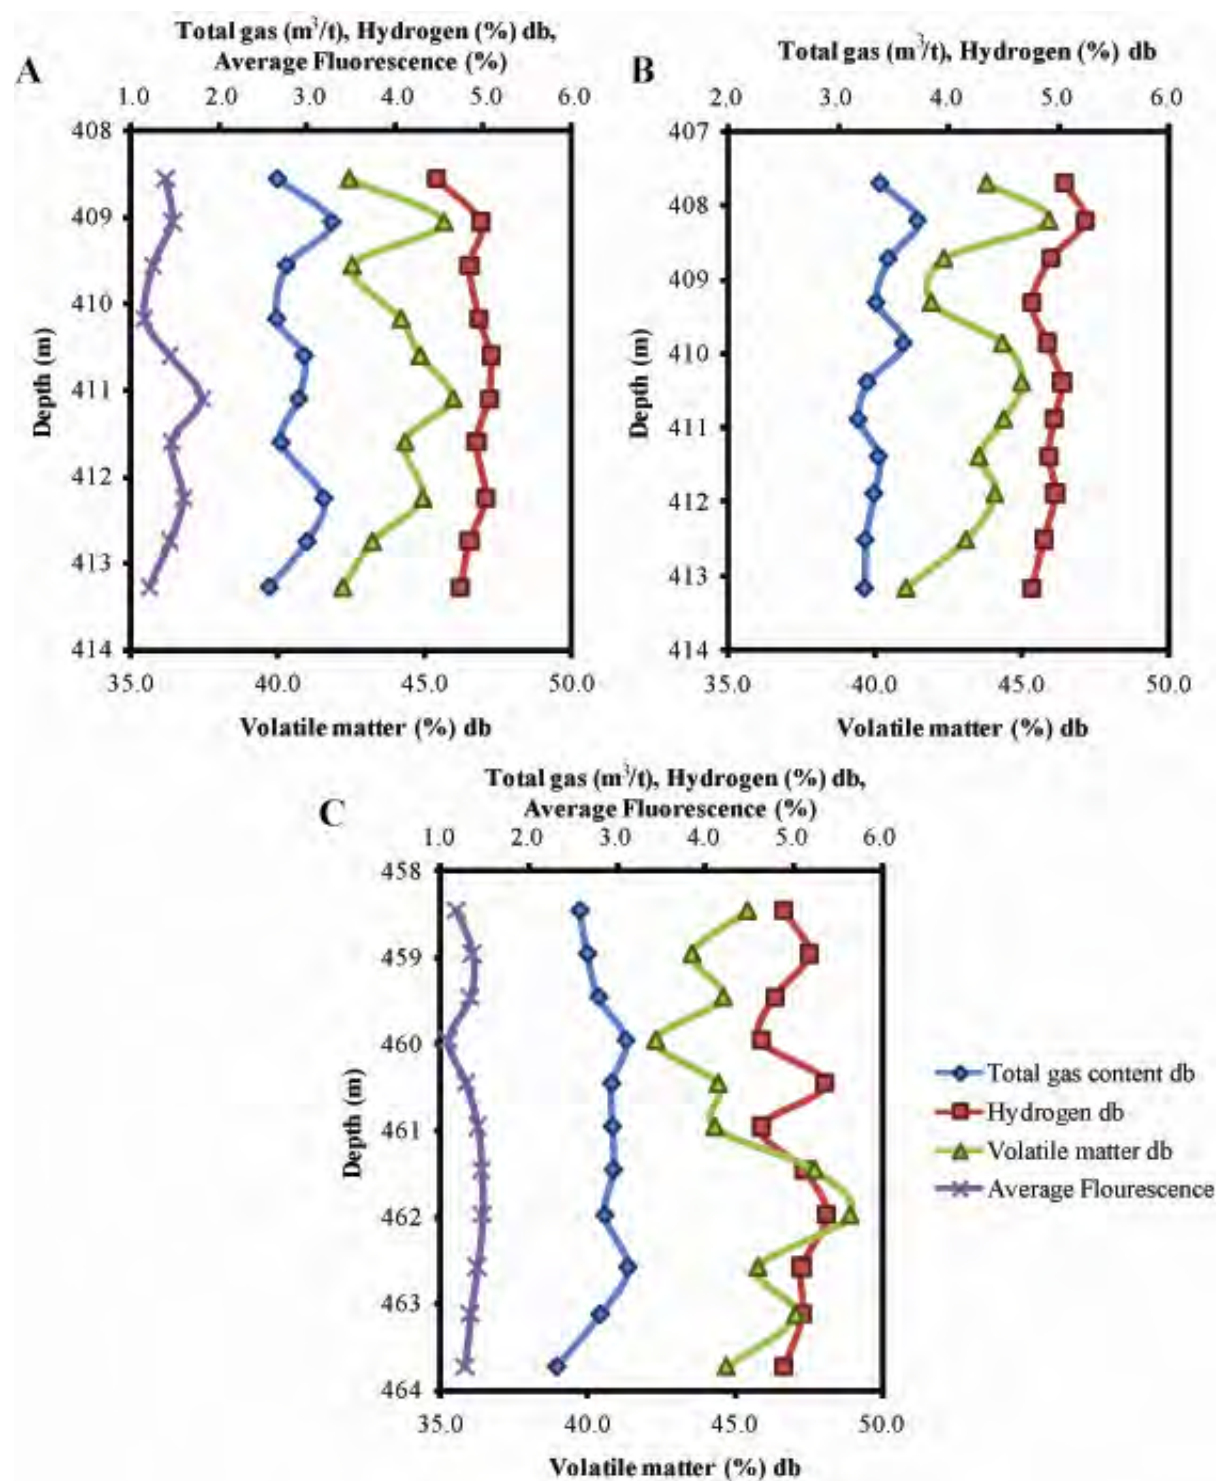 Total gas (m³/t), Hydrogen (%) db,
Average Fluorescence (%)
A
1.0 2.0 3.0 4.0 5.0 6.0
408
409
410
411
412
413
414
Depth (m)
35.0 40.0 45.0 50.0
Volatile matter (%) db
B
Total gas (m³/t), Hydrogen (%) db
2.0 3.0 4.0 5.0 6.0
407
408
409
410
411
412
413
414
Depth (m)
35.0 40.0 45.0 50.0
Volatile matter (%) db
Total gas (m³/t), Hydrogen (%) db,
Average Fluorescence (%)
C
1.0 2.0 3.0 4.0 5.0 6.0
458
459
460
461
462
463
464
Depth (m)
35.0 40.0 45.0 50.0
Volatile matter (%) db
Total gas content db
Hydrogen db
Volatile matter db
Average Flourescence